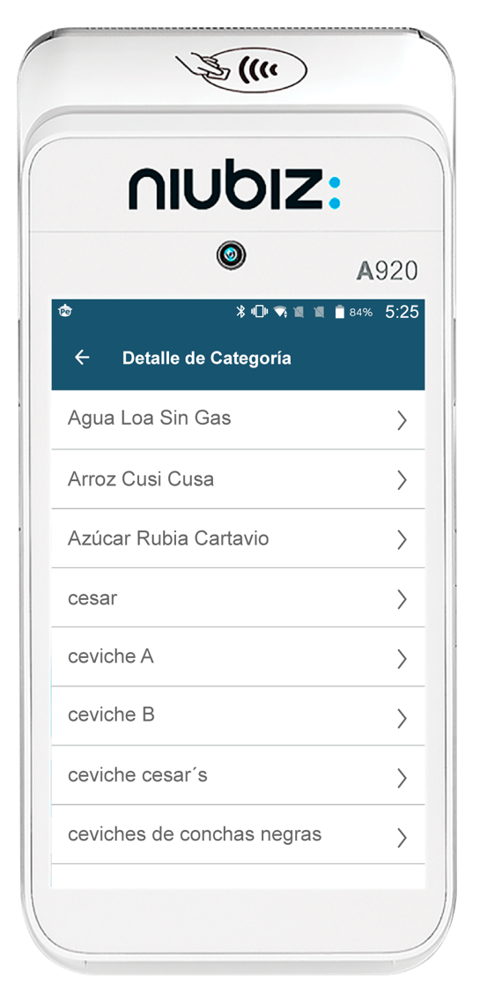 niubiz:
A920
Pe 84% 5:25
Detalle de Categoría
Agua Loa Sin Gas
Arroz Cusi Cusa
Azúcar Rubia Cartavio
cesar
ceviche A
ceviche B
ceviche cesar´s
ceviches de conchas negras